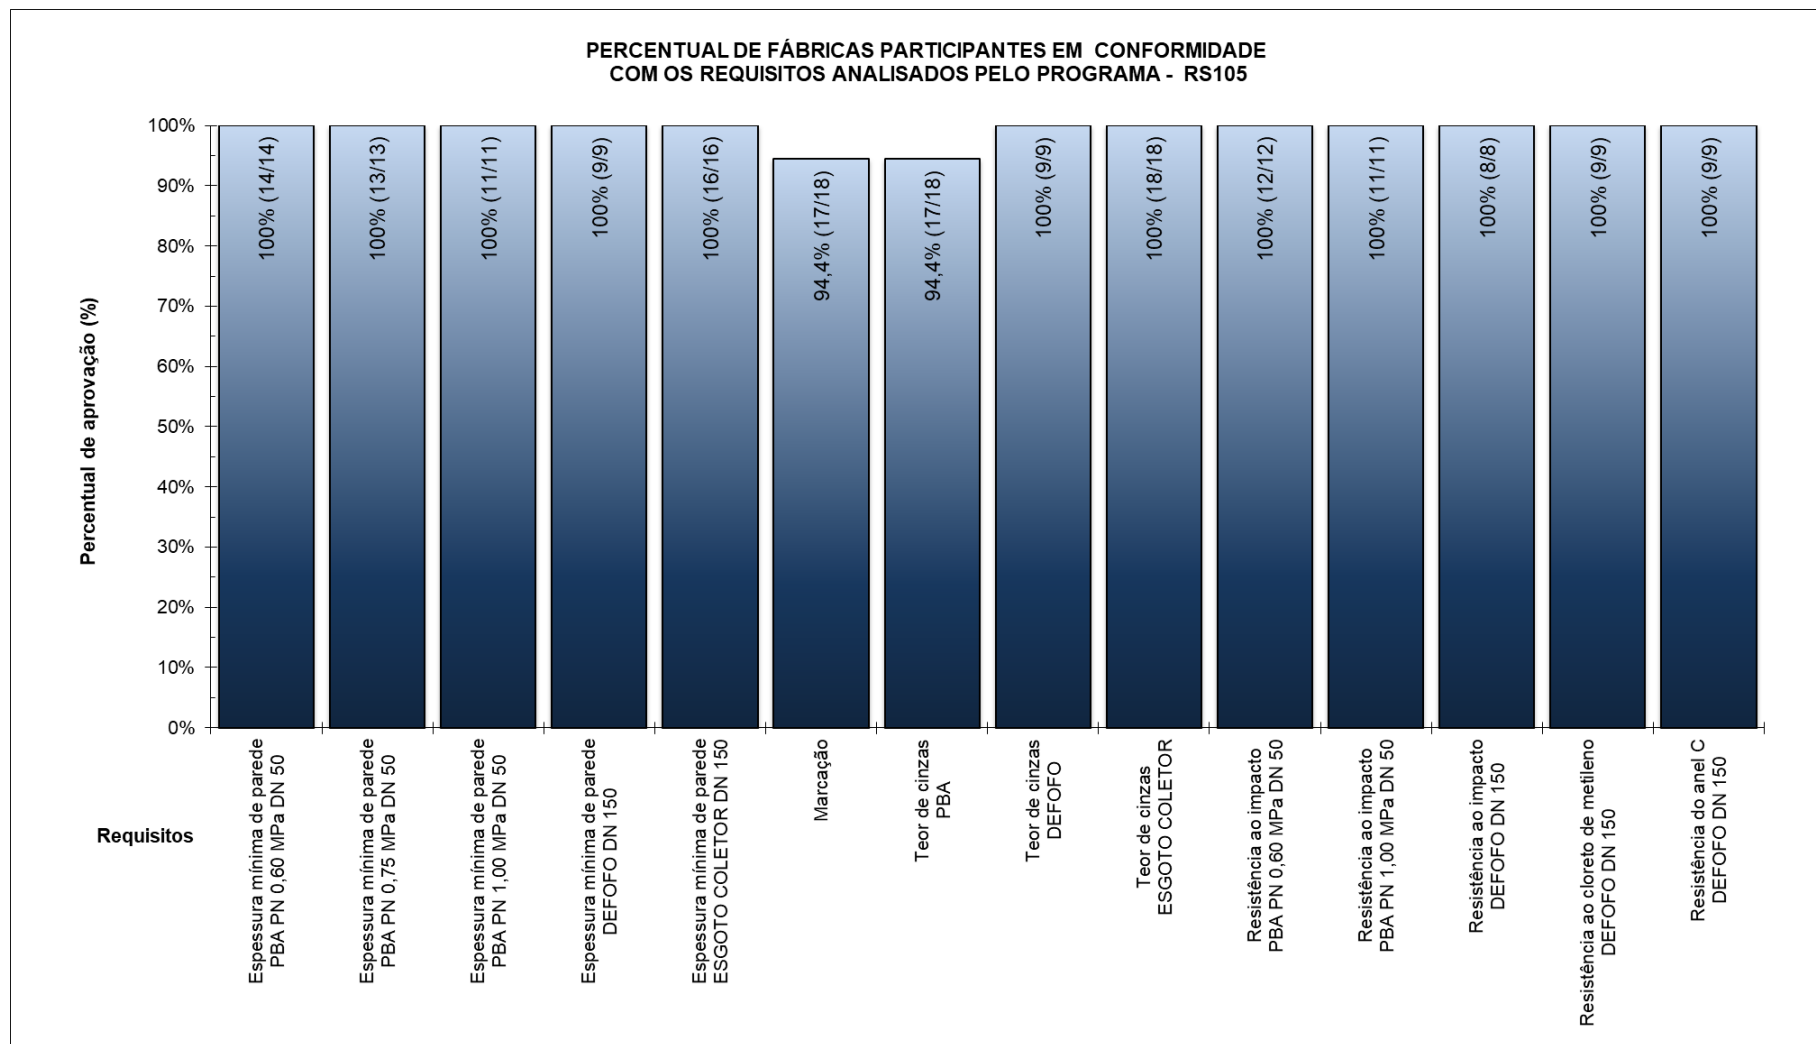 PERCENTUAL DE FÁBRICAS PARTICIPANTES EM  CONFORMIDADE
COM OS REQUISITOS ANALISADOS PELO PROGRAMA -  RS105
Percentual de aprovação (%)
100%
90%
80%
70%
60%
50%
40%
30%
20%
10%
0%
100% (14/14)
100% (13/13)
100% (11/11)
100% (9/9)
100% (16/16)
94,4% (17/18)
94,4% (17/18)
100% (9/9)
100% (18/18)
100% (12/12)
100% (11/11)
100% (8/8)
100% (9/9)
100% (9/9)
Requisitos
Espessura mínima de parede
PBA PN 0,60 MPa DN 50
Espessura mínima de parede
PBA PN 0,75 MPa DN 50
Espessura mínima de parede
PBA PN 1,00 MPa DN 50
Espessura mínima de parede
DEFOFO DN 150
Espessura mínima de parede
ESGOTO COLETOR DN 150
Marcação
Teor de cinzas
PBA
Teor de cinzas
DEFOFO
Teor de cinzas
ESGOTO COLETOR
Resistência ao impacto
PBA PN 0,60 MPa DN 50
Resistência ao impacto
PBA PN 1,00 MPa DN 50
Resistência ao impacto
DEFOFO DN 150
Resistência ao cloreto de metileno
DEFOFO DN 150
Resistência do anel C
DEFOFO DN 150